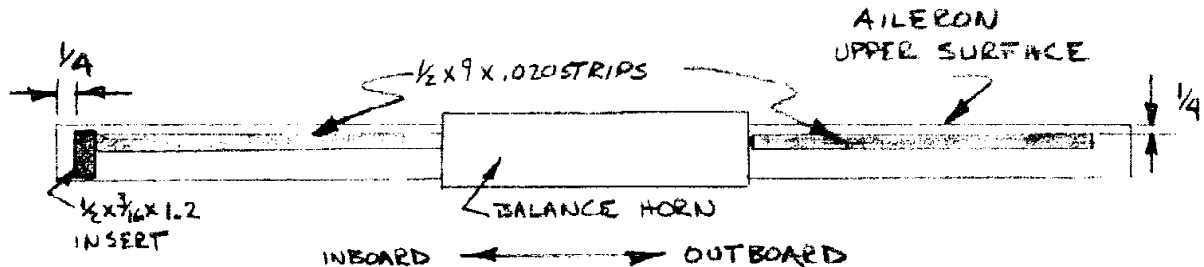 AILERON
UPPER SURFACE
1/4
1/2 x 9 x .020 STRIPS
1/4
1/2 x 3/16 x 1.2
INSERT
BALANCE HORN
INBOARD
OUTBOARD